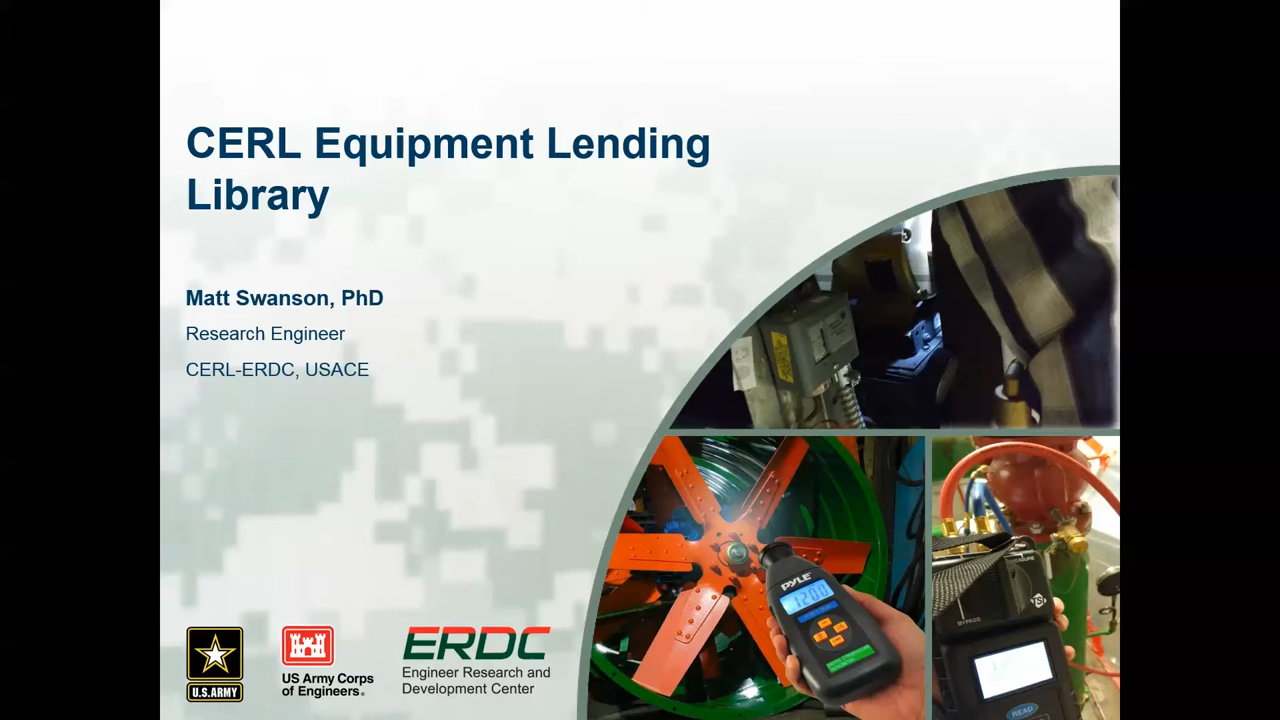 CERL Equipment Lending
Library
Matt Swanson, PhD
Research Engineer
CERL-ERDC, USACE
U.S.ARMY
US Army Corps
of Engineers®
ERDC
Engineer Research and
Development Center
PYLE
1200
BYPASS
TSI
READ